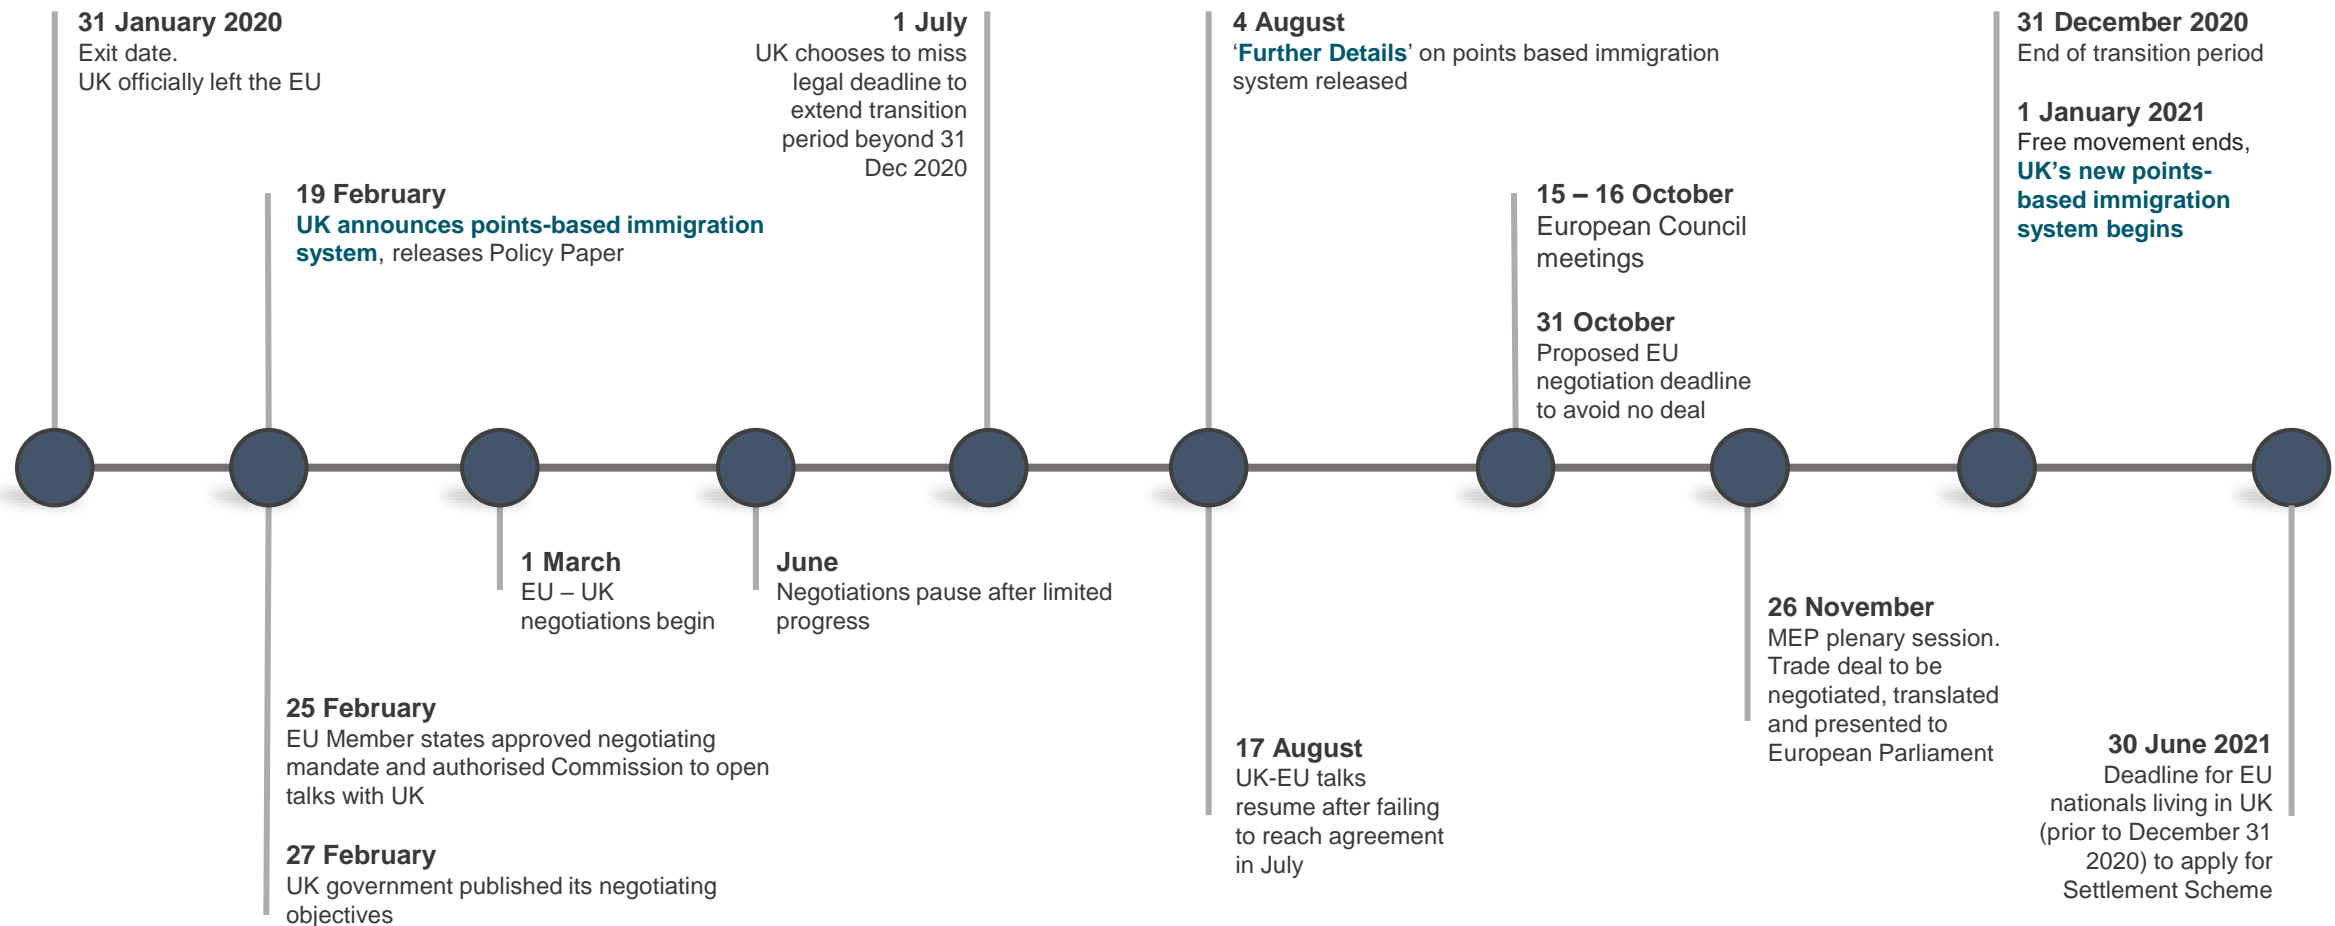 31 January 2020
Exit date.
UK officially left the EU
19 February
UK announces points-based immigration
system, releases Policy Paper
25 February
EU Member states approved negotiating
mandate and authorised Commission to open
talks with UK
27 February
UK government published its negotiating
objectives
1 March
EU – UK
negotiations begin
June
Negotiations pause after limited
progress
1 July
UK chooses to miss
legal deadline to
extend transition
period beyond 31
Dec 2020
4 August
‘Further Details’ on points based immigration
system released
17 August
UK-EU talks
resume after failing
to reach agreement
in July
15 – 16 October
European Council
meetings
31 October
Proposed EU
negotiation deadline
to avoid no deal
26 November
MEP plenary session.
Trade deal to be
negotiated, translated
and presented to
European Parliament
31 December 2020
End of transition period
1 January 2021
Free movement ends,
UK’s new points-
based immigration
system begins
30 June 2021
Deadline for EU
nationals living in UK
(prior to December 31
2020) to apply for
Settlement Scheme